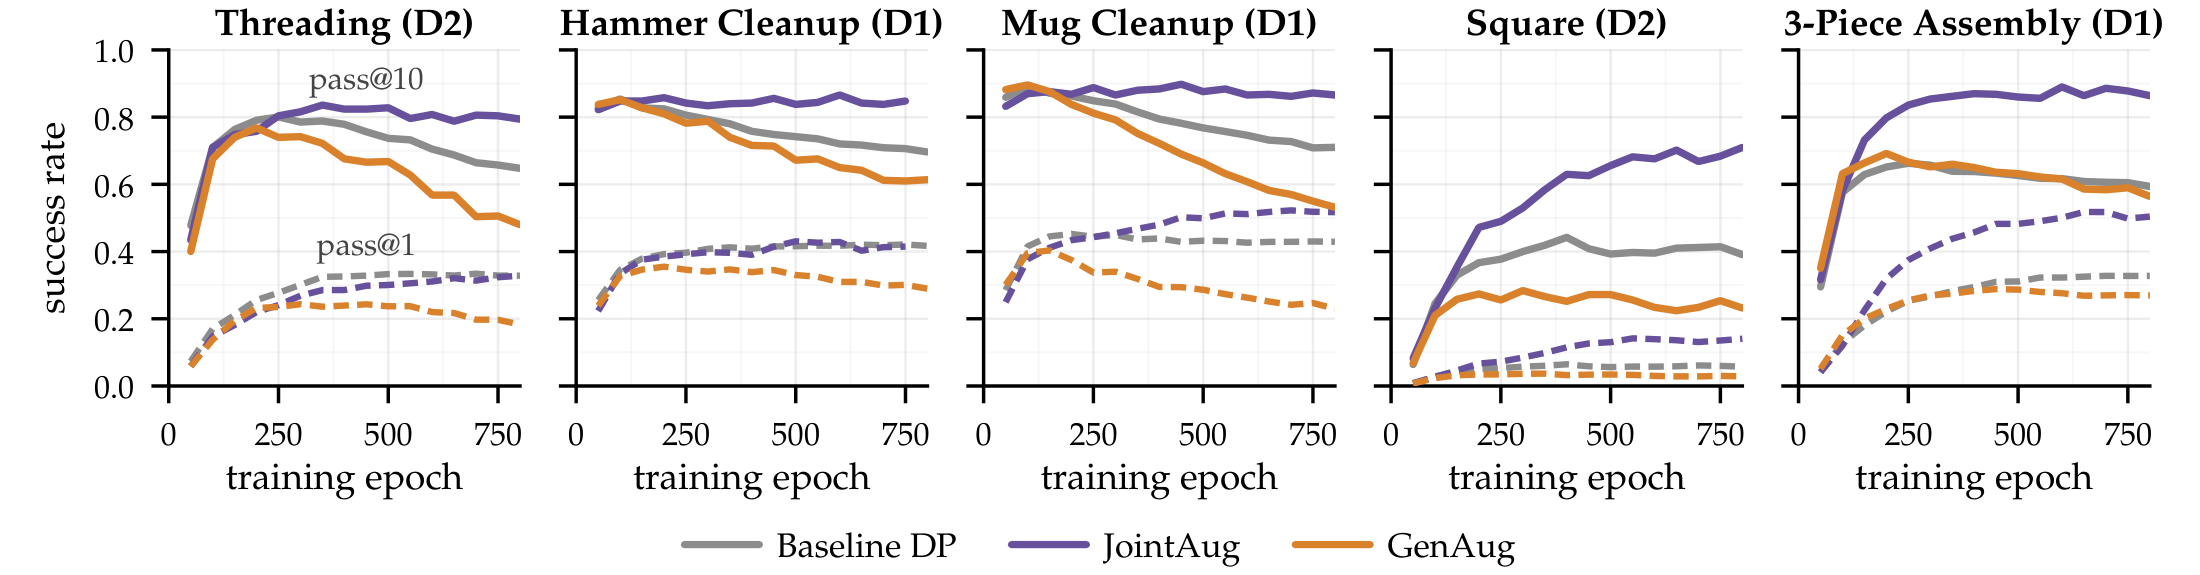 Threading (D2) Hammer Cleanup (D1) Mug Cleanup (D1) Square (D2) 3-Piece Assembly (D1)
success rate
1.0
0.8
0.6
0.4
0.2
0.0
pass@10
pass@1
0 250 500 750 0 250 500 750 0 250 500 750 0 250 500 750 0 250 500 750
training epoch training epoch training epoch training epoch training epoch
Baseline DP JointAug GenAug